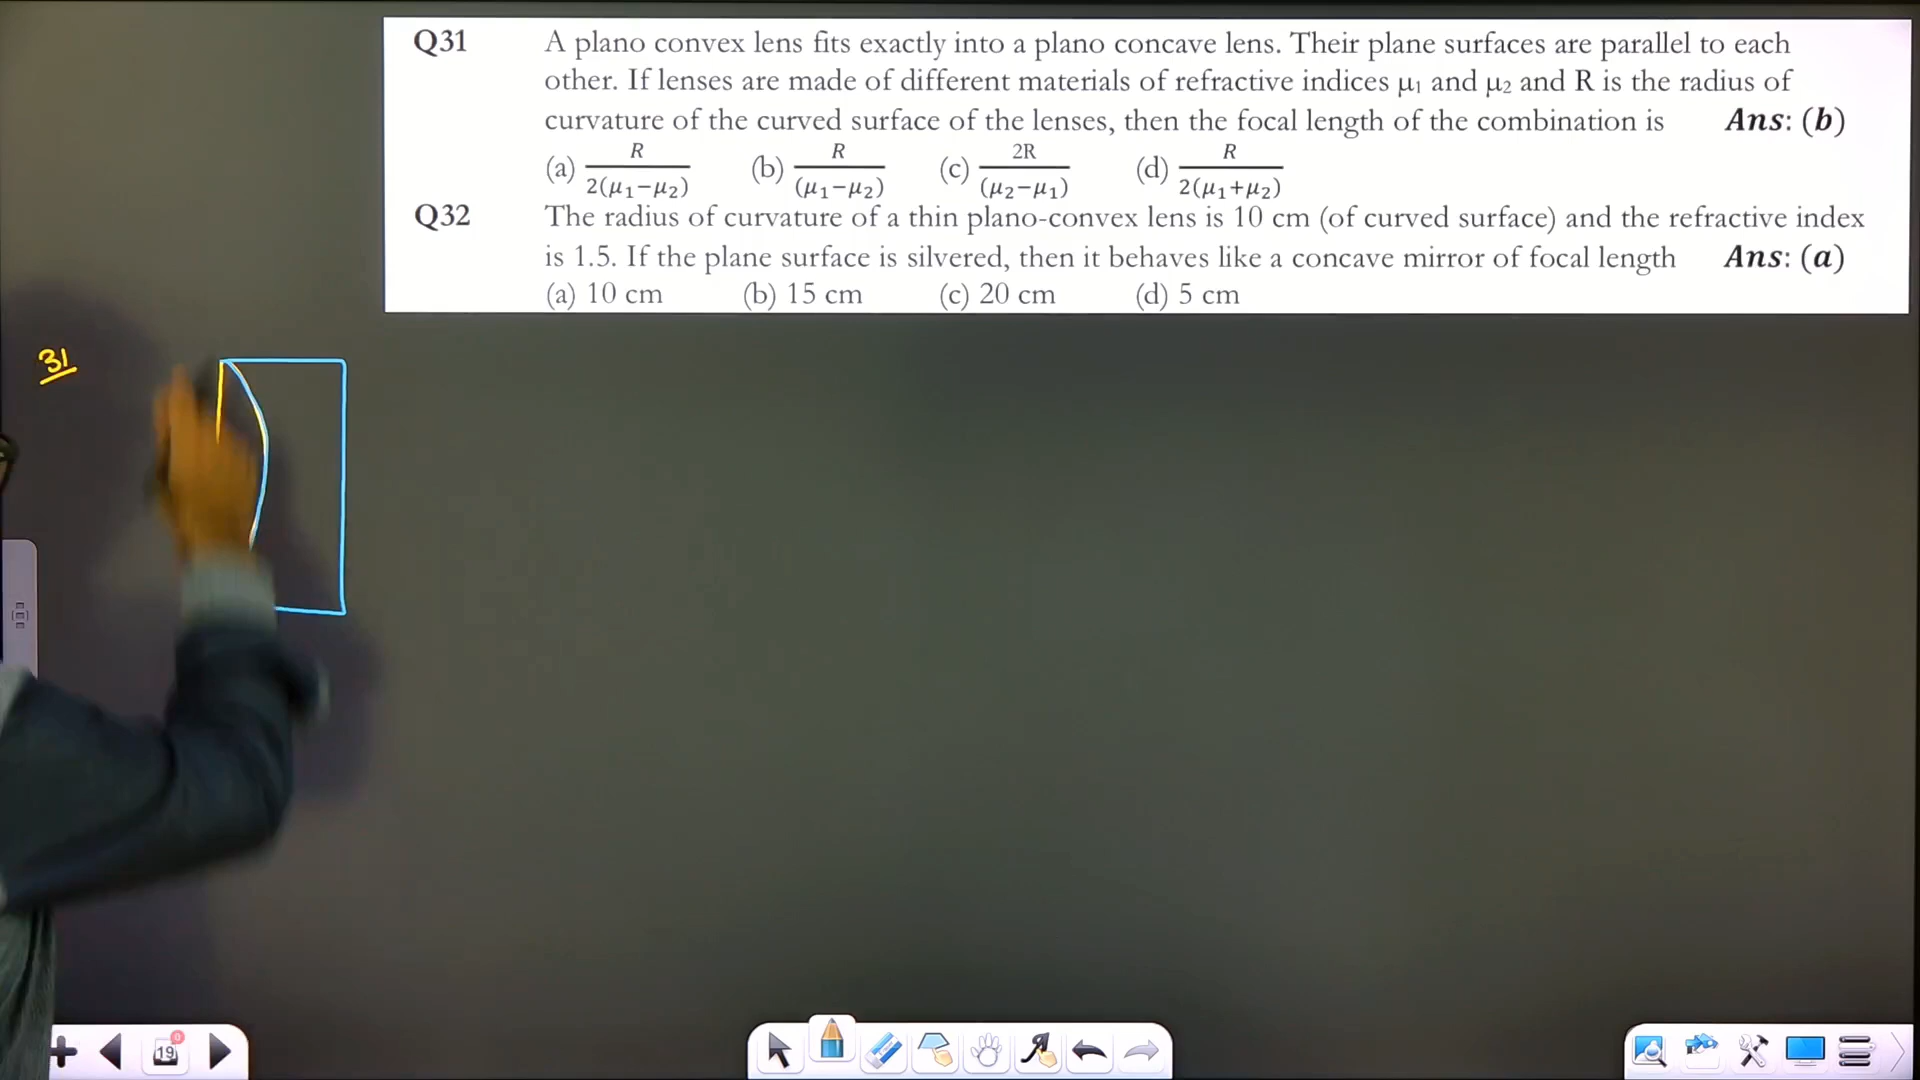 Q31 A plano convex lens fits exactly into a plano concave lens. Their plane surfaces are parallel to each
other. If lenses are made of different materials of refractive indices μ₁ and μ₂ and R is the radius of
curvature of the curved surface of the lenses, then the focal length of the combination is Ans: (b)
(a) R/2(μ₁−μ₂) (b) R/(μ₁−μ₂) (c) 2R/(μ₂−μ₁) (d) R/2(μ₁+μ₂)
Q32 The radius of curvature of a thin plano-convex lens is 10 cm (of curved surface) and the refractive index
is 1.5. If the plane surface is silvered, then it behaves like a concave mirror of focal length Ans: (a)
(a) 10 cm (b) 15 cm (c) 20 cm (d) 5 cm
31
19
0